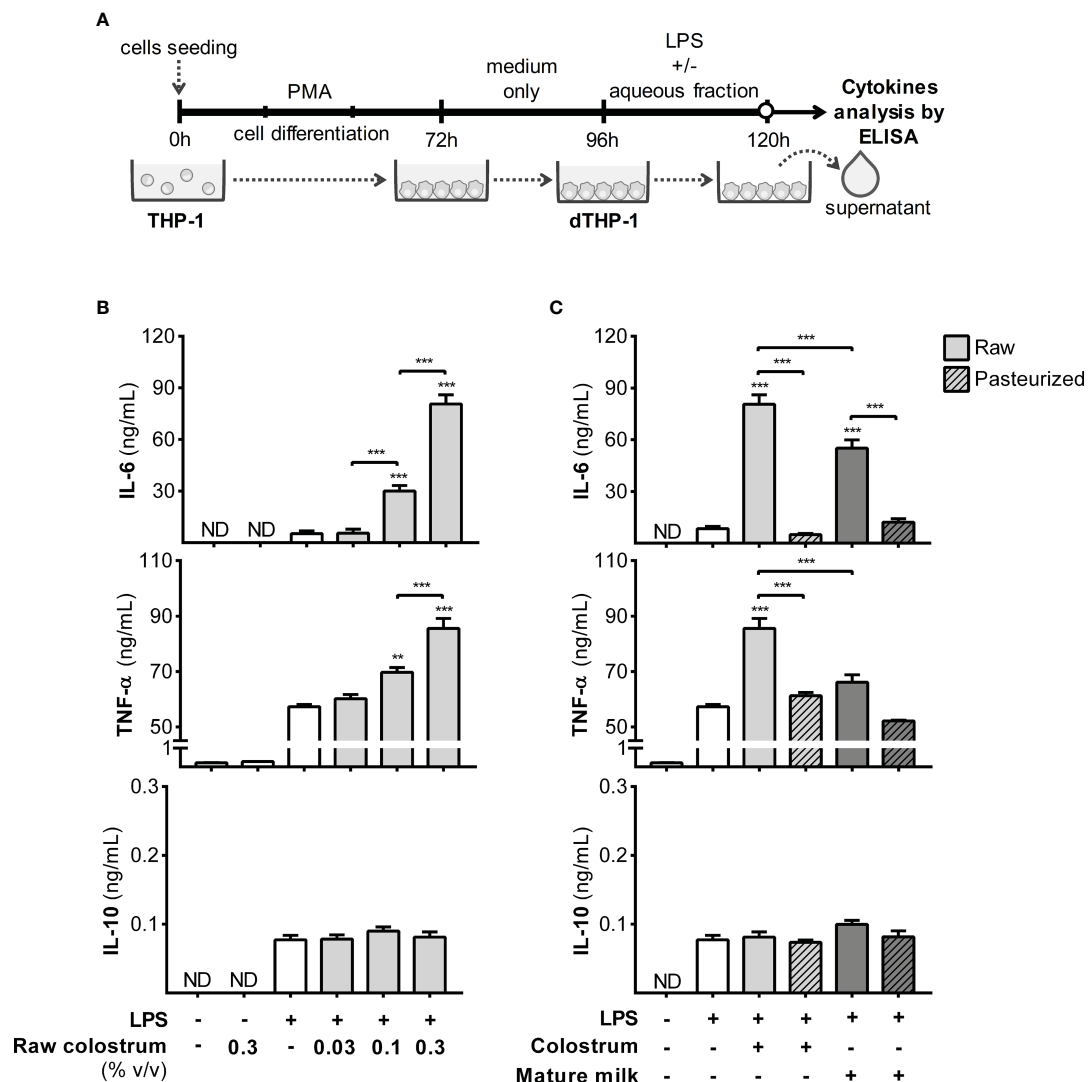 A
cells seeding
PMA
medium
only
LPS
+/-
aqueous fraction
Cytokines
analysis by
ELISA
0h
cell differentiation
72h
96h
120h
THP-1
dTHP-1
supernatant
B
IL-6 (ng/mL)
120
90
60
30
ND
ND
***
***
***
***
TNF-α (ng/mL)
110
90
70
50
1
**
***
***
IL-10 (ng/mL)
0.3
0.2
0.1
ND
ND
LPS - - + + + +
Raw colostrum - 0.3 - 0.03 0.1 0.3
(% v/v)
C
Raw
Pasteurized
IL-6 (ng/mL)
120
90
60
30
ND
***
***
***
***
***
TNF-α (ng/mL)
110
90
70
50
1
***
***
***
IL-10 (ng/mL)
0.3
0.2
0.1
ND
LPS - + + + + +
Colostrum - - + + - -
Mature milk - - - - + +